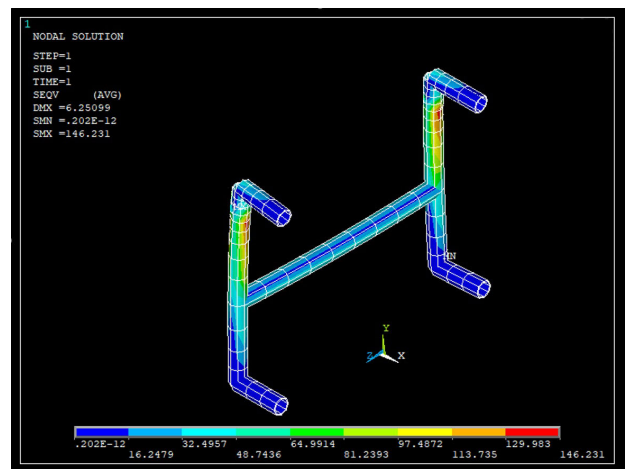 1
NODAL SOLUTION
STEP=1
SUB =1
TIME=1
SEQV (AVG)
DMX =6.25099
SMN =.202E-12
SMX =146.231
MN
Y
Z X
.202E-12 32.4957 64.9914 97.4872 129.983
16.2479 48.7436 81.2393 113.735 146.231